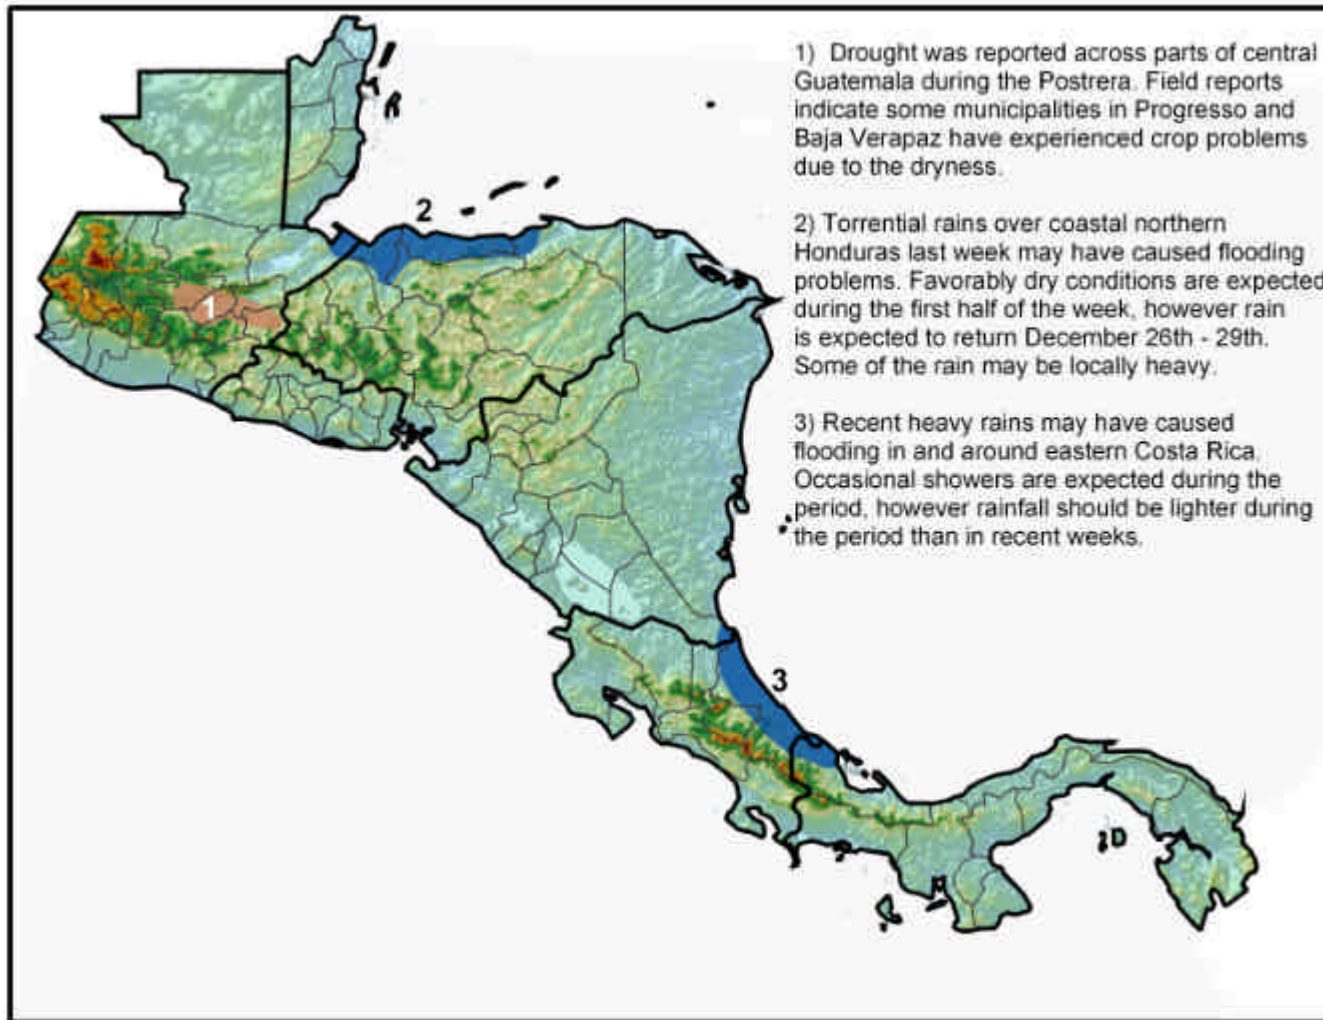 1) Drought was reported across parts of central
Guatemala during the Postrera. Field reports
indicate some municipalities in Progresso and
Baja Verapaz have experienced crop problems
due to the dryness.
2) Torrential rains over coastal northern
Honduras last week may have caused flooding
problems. Favorably dry conditions are expected
during the first half of the week, however rain
is expected to return December 26th - 29th.
Some of the rain may be locally heavy.
3) Recent heavy rains may have caused
flooding in and around eastern Costa Rica.
Occasional showers are expected during the
period, however rainfall should be lighter during
the period than in recent weeks.
2
1
3